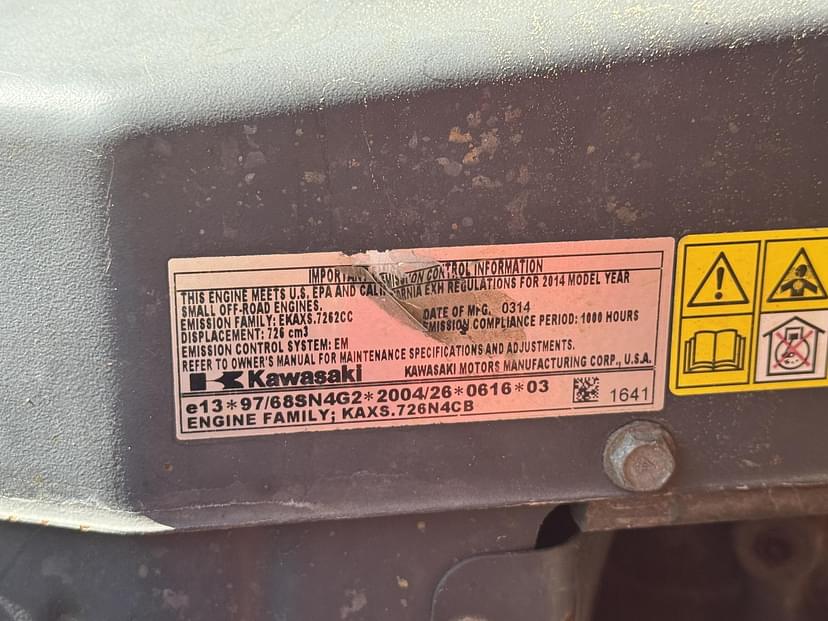 IMPORTANT EMISSION CONTROL INFORMATION
THIS ENGINE MEETS U.S. EPA AND CALIFORNIA EXH REGULATIONS FOR 2014 MODEL YEAR
SMALL OFF-ROAD ENGINES.
EMISSION FAMILY: EKAXS.7262CC DATE OF MFG. 0314
DISPLACEMENT: 726 cm3 EMISSION COMPLIANCE PERIOD: 1000 HOURS
EMISSION CONTROL SYSTEM: EM
REFER TO OWNER'S MANUAL FOR MAINTENANCE SPECIFICATIONS AND ADJUSTMENTS.
Kawasaki KAWASAKI MOTORS MANUFACTURING CORP., U.S.A.
e13*97/68SN4G2*2004/26*0616*03
ENGINE FAMILY; KAXS.726N4CB 1641